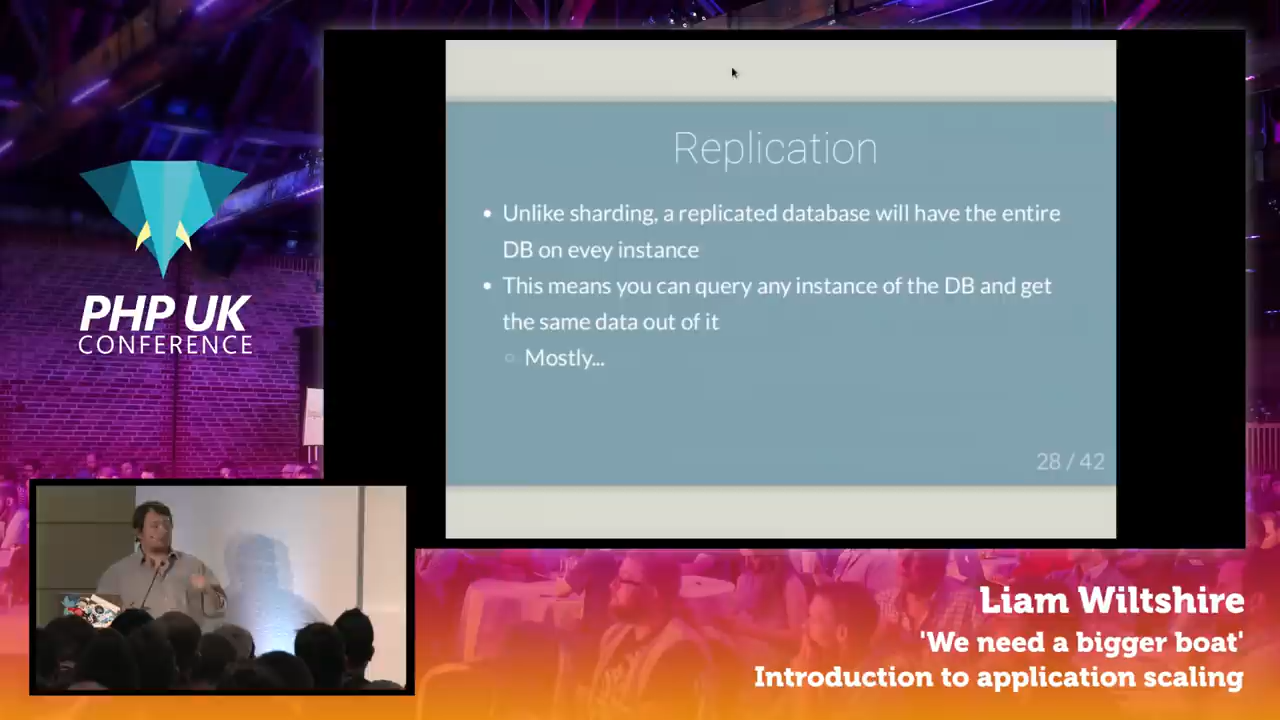 Replication
Unlike sharding, a replicated database will have the entire
DB on evey instance
This means you can query any instance of the DB and get
the same data out of it
Mostly...
28 / 42
PHP UK
CONFERENCE
Liam Wiltshire
'We need a bigger boat'
Introduction to application scaling